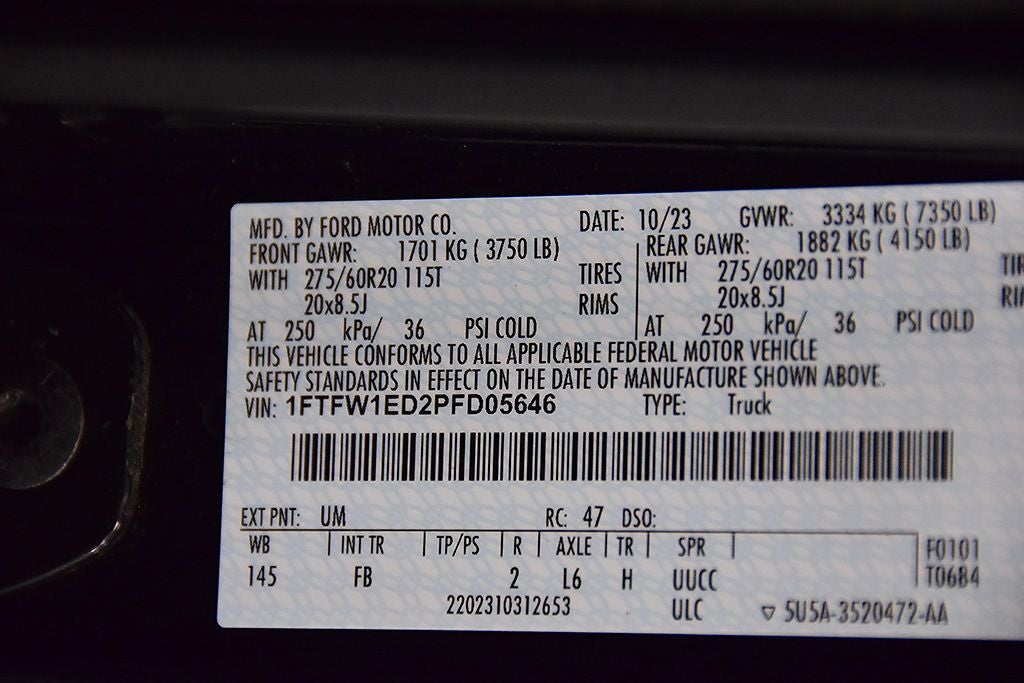 MFD. BY FORD MOTOR CO. DATE: 10/23 GVWR: 3334 KG ( 7350 LB)
FRONT GAWR: 1701 KG ( 3750 LB) REAR GAWR: 1882 KG ( 4150 LB)
WITH 275/60R20 115T TIRES WITH 275/60R20 115T TIR
20x8.5J RIMS 20x8.5J RI
AT 250 kPa/ 36 PSI COLD AT 250 kPa/ 36 PSI COLD
THIS VEHICLE CONFORMS TO ALL APPLICABLE FEDERAL MOTOR VEHICLE
SAFETY STANDARDS IN EFFECT ON THE DATE OF MANUFACTURE SHOWN ABOVE.
VIN: 1FTFW1ED2PFD05646 TYPE: Truck
EXT PNT: UM RC: 47 DSO:
WB INT TR TP/PS R AXLE TR SPR F0101
145 FB 2 L6 H UUCC T0684
2202310312653 ULC ▽ 5U5A-3520472-AA